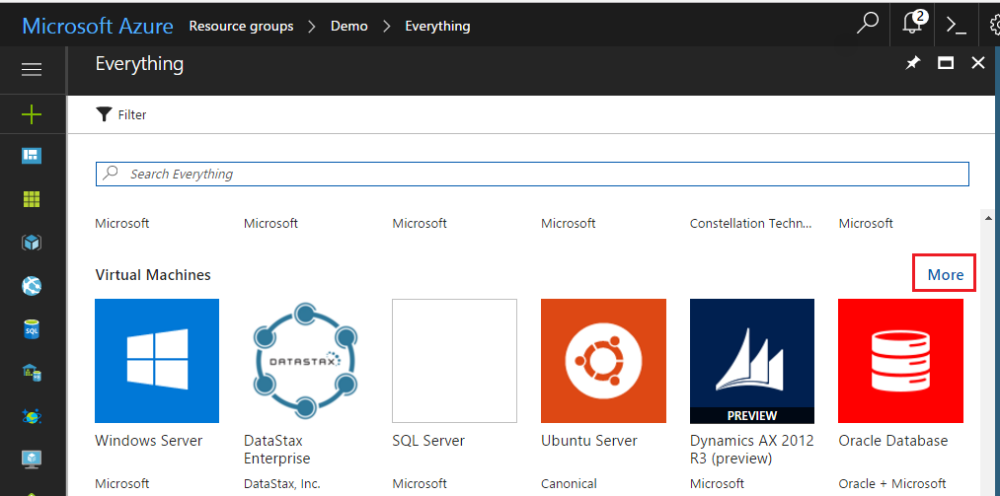 Microsoft Azure Resource groups > Demo > Everything 2 >_
Everything
Filter
Search Everything
Microsoft Microsoft Microsoft Microsoft Constellation Techn... Microsoft
Virtual Machines More
DATASTAX
PREVIEW
Windows Server DataStax Enterprise SQL Server Ubuntu Server Dynamics AX 2012 R3 (preview) Oracle Database
Microsoft DataStax, Inc. Microsoft Canonical Microsoft Oracle + Microsoft
SQL